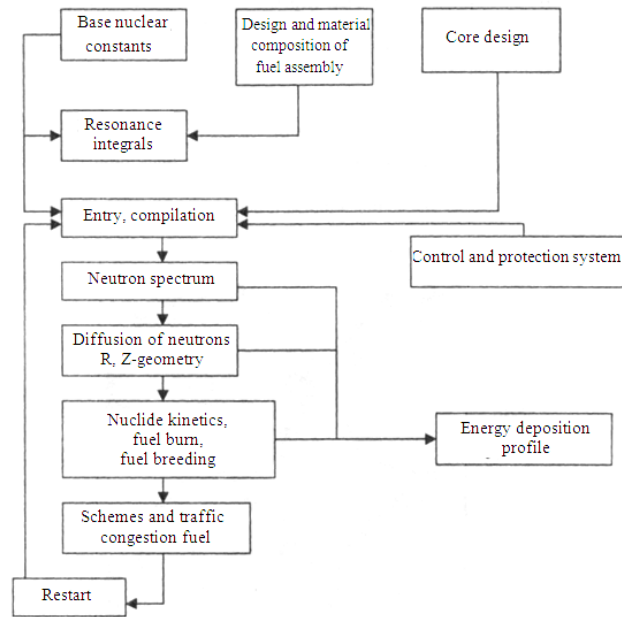 Base nuclear
constants
Design and material
composition of
fuel assembly
Core design
Resonance
integrals
Entry, compilation
Control and protection system
Neutron spectrum
Diffusion of neutrons
R, Z-geometry
Nuclide kinetics,
fuel burn,
fuel breeding
Energy deposition
profile
Schemes and traffic
congestion fuel
Restart